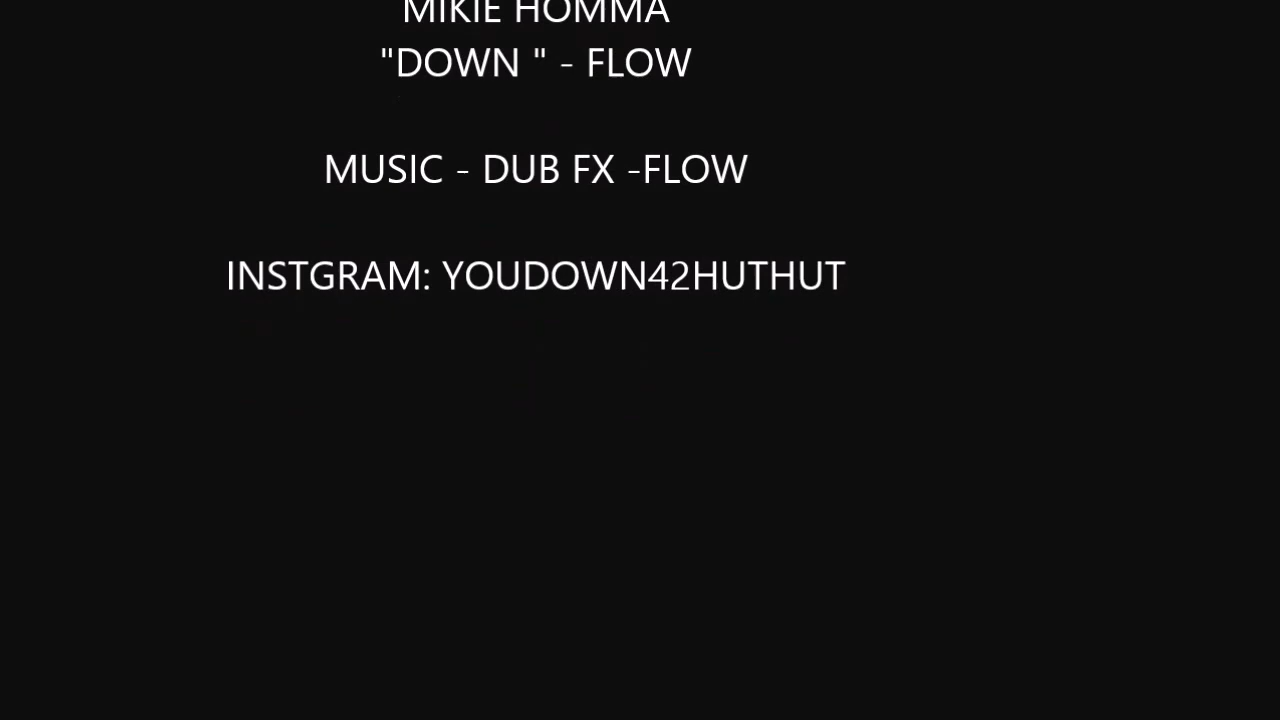 MIKIE HOMMA
"DOWN " - FLOW
MUSIC - DUB FX -FLOW
INSTGRAM: YOUDOWN42HUTHUT